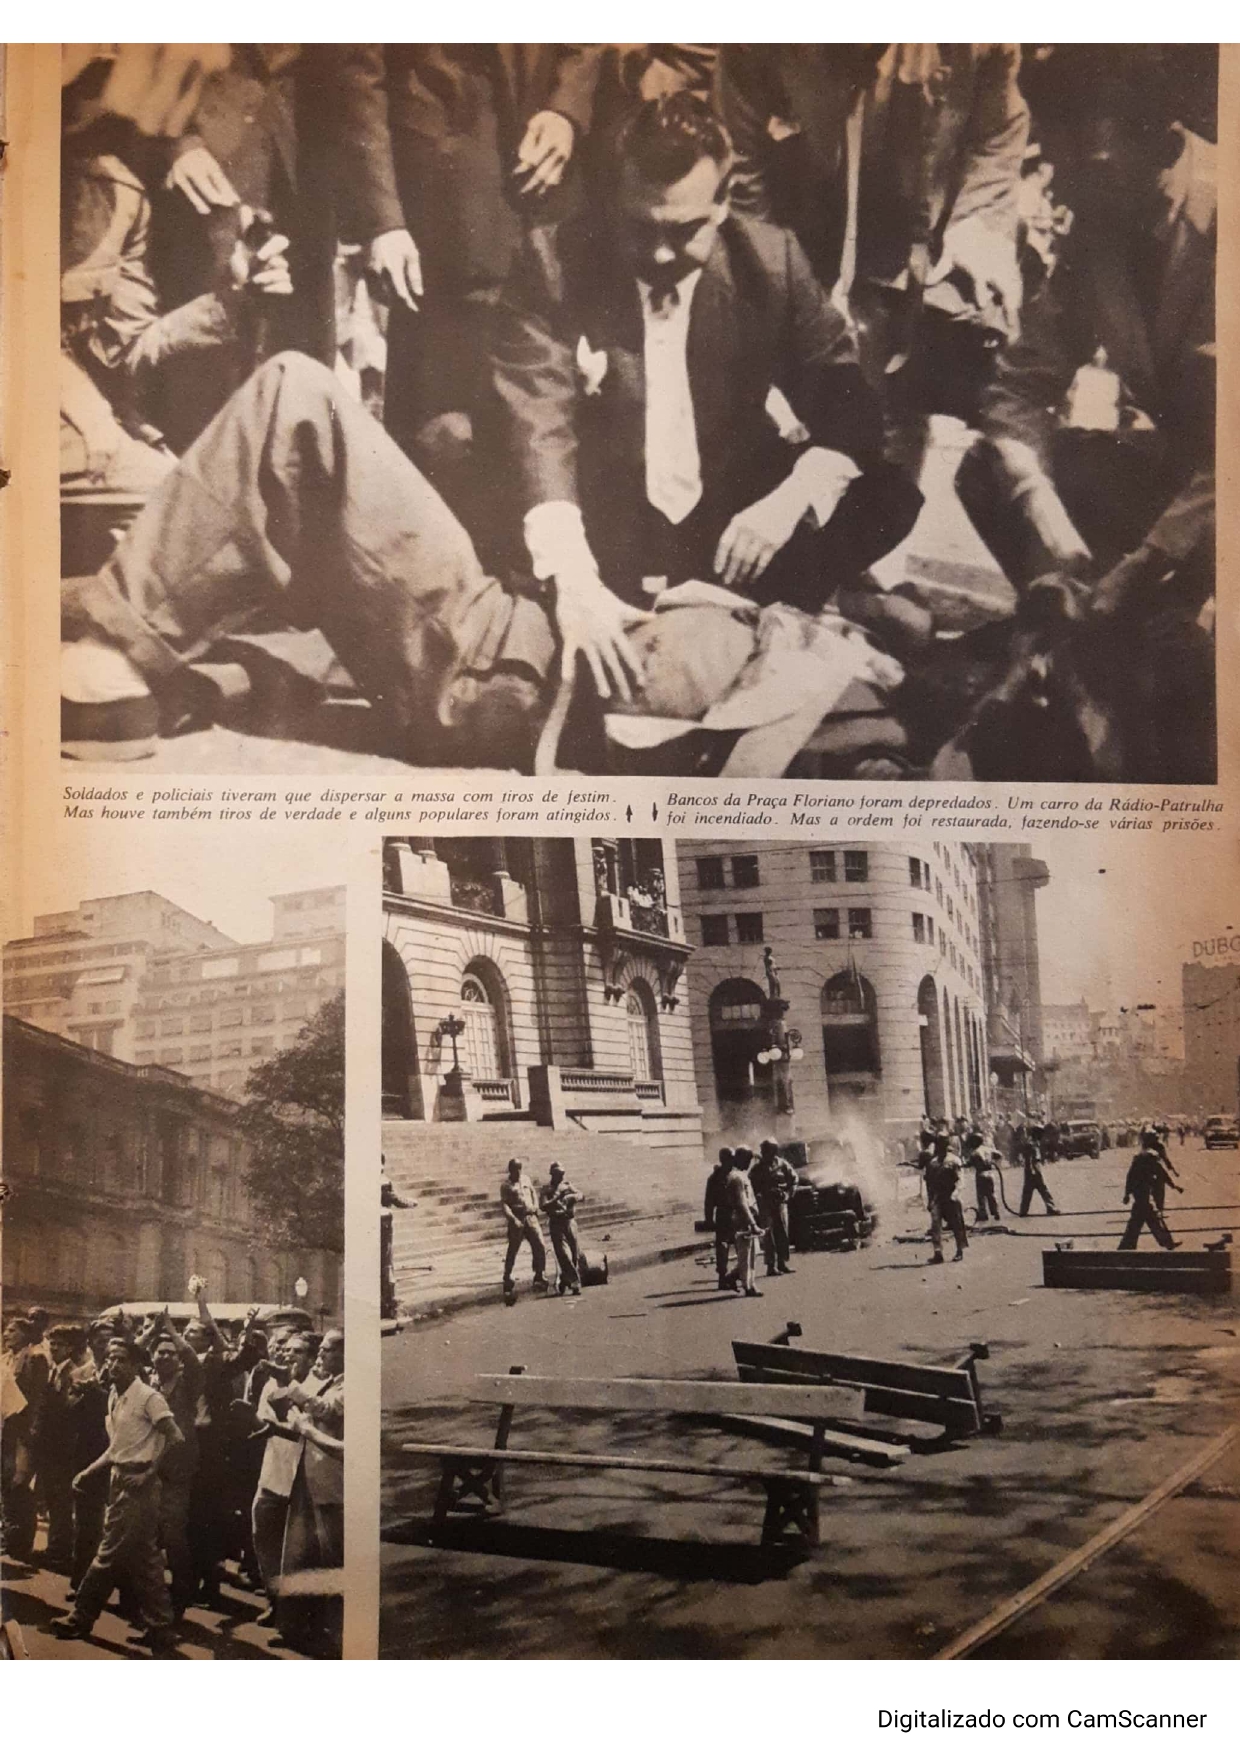 Soldados e policiais tiveram que dispersar a massa com tiros de festim.
Mas houve também tiros de verdade e alguns populares foram atingidos.
Bancos da Praça Floriano foram depredados. Um carro da Rádio-Patrulha
foi incendiado. Mas a ordem foi restaurada, fazendo-se várias prisões.
DUBO
Digitalizado com CamScanner